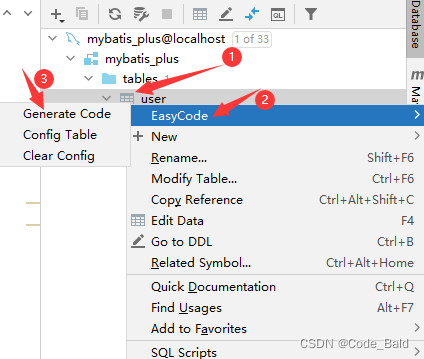 mybatis_plus@localhost 1 of 33
mybatis_plus
tables 1
user
1
2
3
Generate Code
Config Table
Clear Config
EasyCode
New
Rename... Shift+F6
Modify Table... Ctrl+F6
Copy Reference Ctrl+Alt+Shift+C
Edit Data F4
Go to DDL Ctrl+B
Related Symbol... Ctrl+Alt+Home
Quick Documentation Ctrl+Q
Find Usages Alt+F7
Add to Favorites
SQL Scripts
QL
Database
m
CSDN @Code_Bald